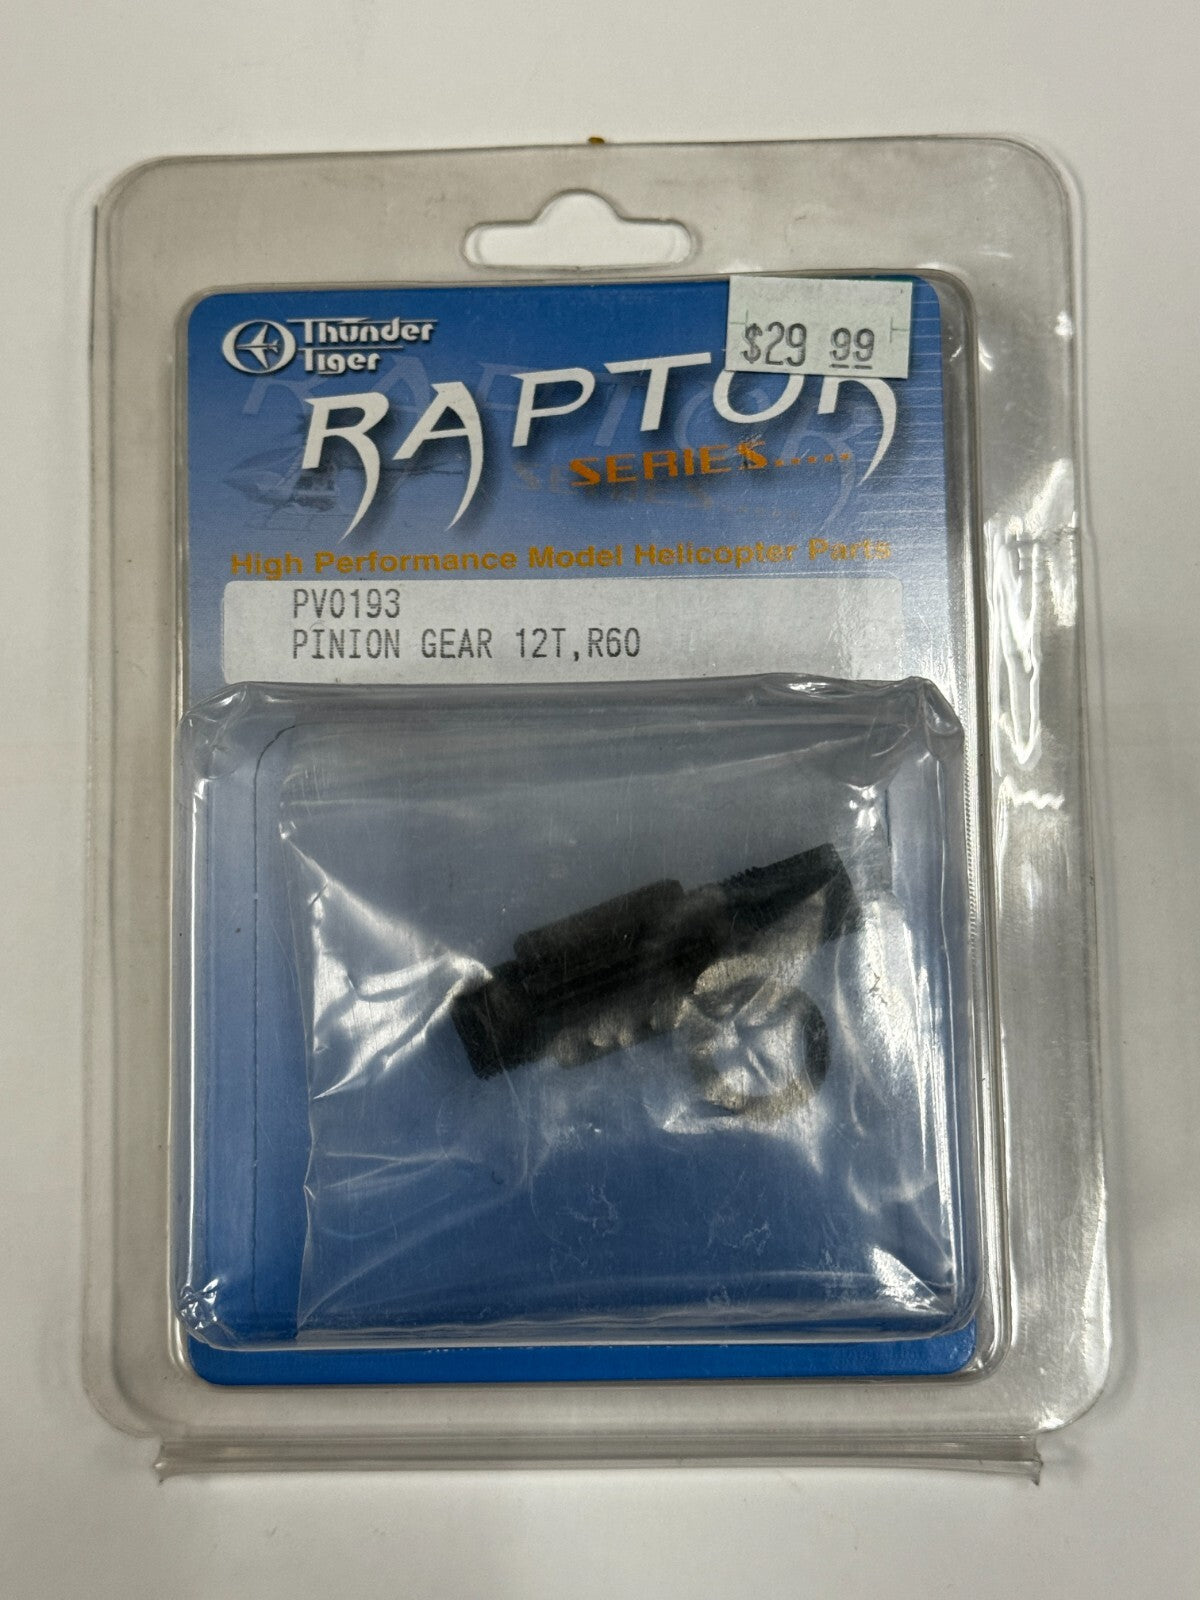 Thunder
Tiger
$29 99
RAPTOR
SERIES.....
High Performance Model Helicopter Parts
PV0193
PINION GEAR 12T,R60